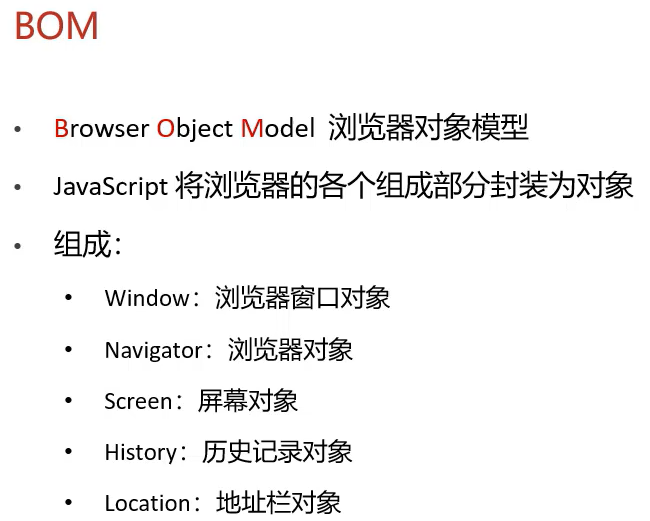 BOM
• Browser Object Model 浏览器对象模型
• JavaScript 将浏览器的各个组成部分封装为对象
• 组成：
• Window：浏览器窗口对象
• Navigator：浏览器对象
• Screen：屏幕对象
• History：历史记录对象
• Location：地址栏对象